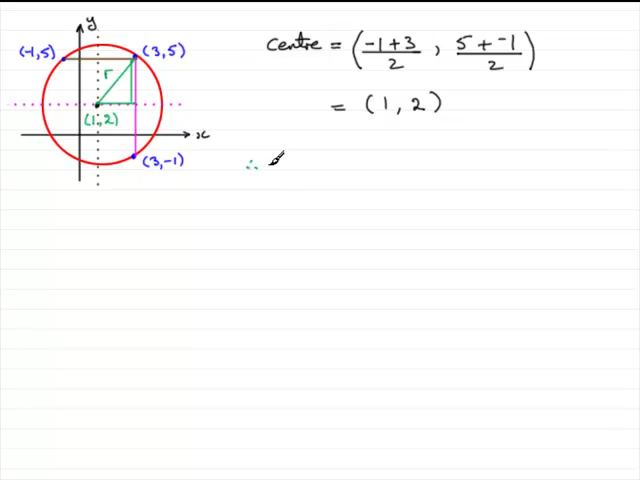 y
(-1,5)
(3,5)
r
(1,2)
x
(3,-1)
centre = (-1+3/2 , 5+-1/2)
= (1,2)
∴